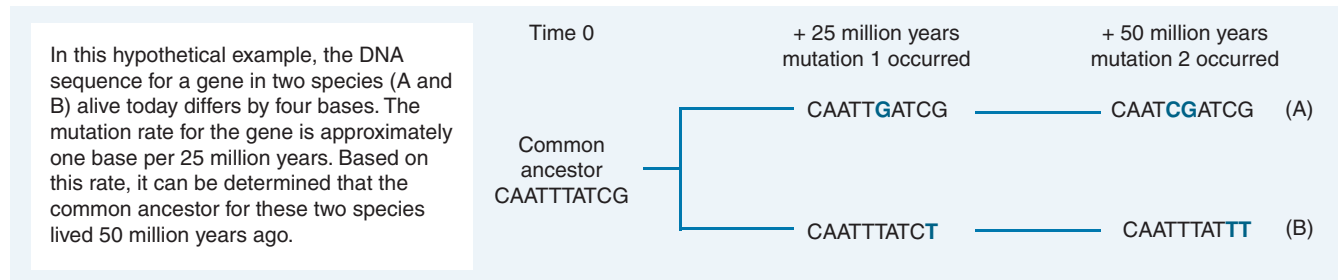 In this hypothetical example, the DNA
sequence for a gene in two species (A and
B) alive today differs by four bases. The
mutation rate for the gene is approximately
one base per 25 million years. Based on
this rate, it can be determined that the
common ancestor for these two species
lived 50 million years ago.
Time 0
+ 25 million years
mutation 1 occurred
+ 50 million years
mutation 2 occurred
Common
ancestor
CAATTTATCG
CAATTGATCG
CAATCGATCG
(A)
CAATTTATCT
CAATTTATTT
(B)